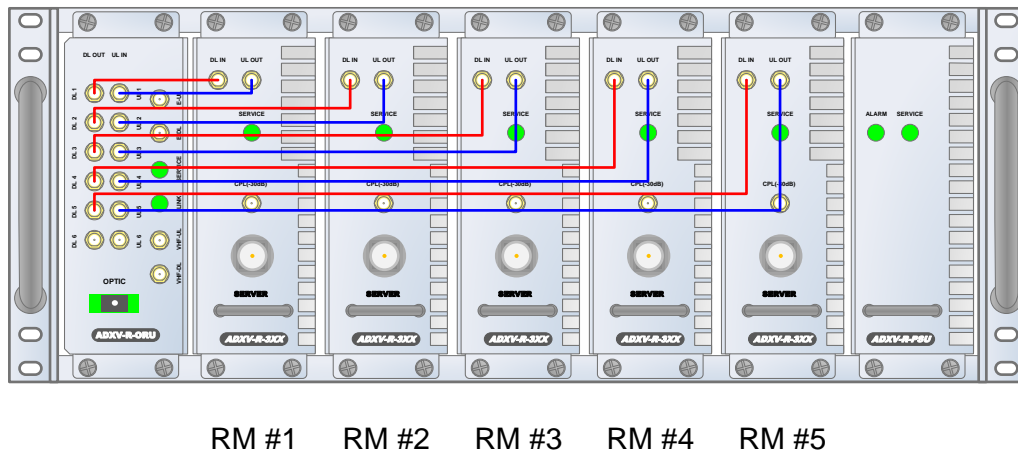 DL OUT UL IN
DL 1
DL 2
DL 3
DL 4
DL 5
DL 6
UL 1
UL 2
UL 3
UL 4
UL 5
UL 6
E-UL
E-DL
SERVICE
LINK
VHF-UL
VHF-DL
OPTIC
ADXV-R-ORU
DL IN UL OUT
SERVICE
CPL(-30dB)
SERVER
ADXV-R-3XX
DL IN UL OUT
SERVICE
CPL(-30dB)
SERVER
ADXV-R-3XX
DL IN UL OUT
SERVICE
CPL(-30dB)
SERVER
ADXV-R-3XX
DL IN UL OUT
SERVICE
CPL(-30dB)
SERVER
ADXV-R-3XX
DL IN UL OUT
SERVICE
CPL(-30dB)
SERVER
ADXV-R-3XX
ALARM SERVICE
ADXV-R-PSU
RM #1 RM #2 RM #3 RM #4 RM #5